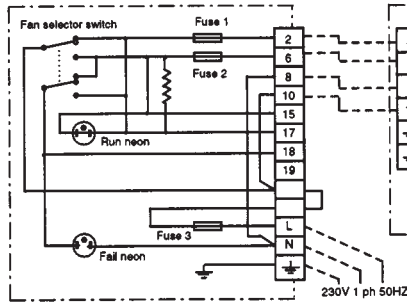 Fan selector switch
Fuse 1
2
6
Fuse 2
8
10
15
17
Run neon
18
19
Fuse 3
L
N
Fail neon
230V 1 ph 50HZ